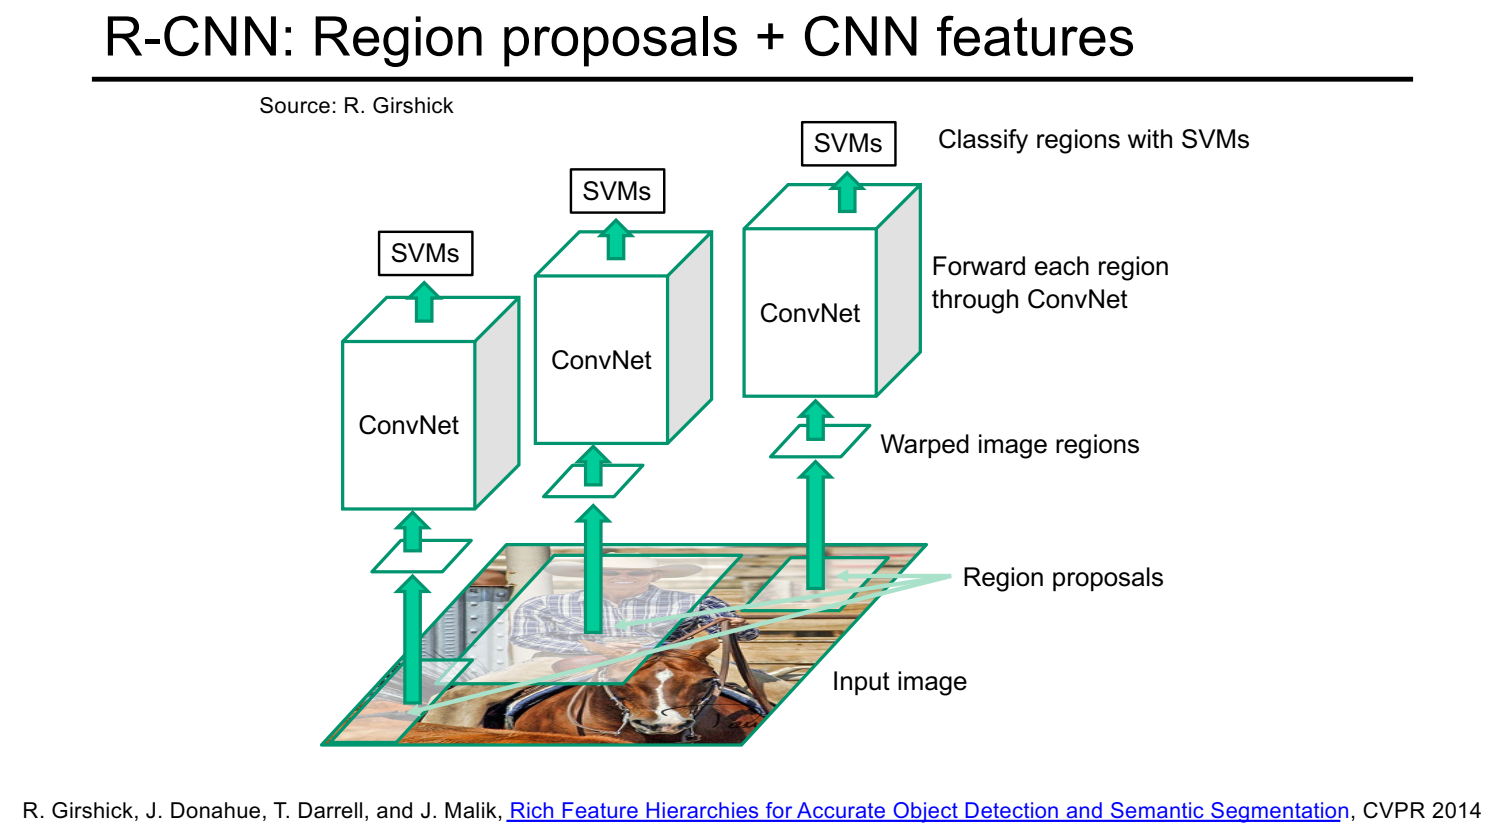 R-CNN: Region proposals + CNN features
Source: R. Girshick
SVMs
Classify regions with SVMs
SVMs
SVMs
Forward each region
through ConvNet
ConvNet
ConvNet
ConvNet
Warped image regions
Region proposals
Input image
R. Girshick, J. Donahue, T. Darrell, and J. Malik, Rich Feature Hierarchies for Accurate Object Detection and Semantic Segmentation, CVPR 2014